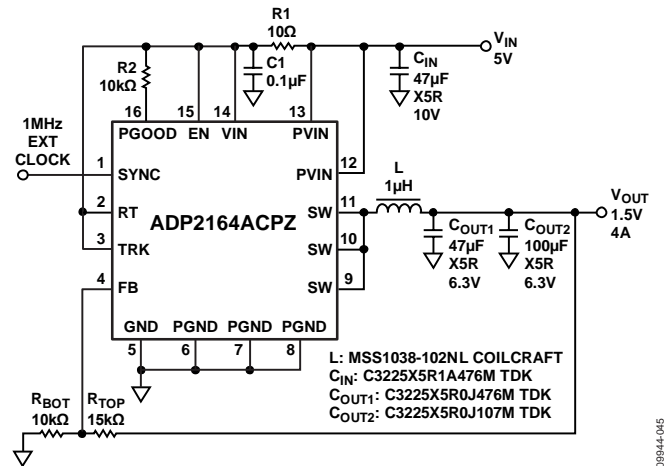 R1
10Ω
VIN
5V
R2
10kΩ
C1
0.1µF
CIN
47µF
X5R
10V
16
15
14
13
PGOOD
EN
VIN
PVIN
1MHz
EXT
CLOCK
1
SYNC
PVIN
12
L
1µH
2
RT
ADP2164ACPZ
SW
11
VOUT
1.5V
4A
3
TRK
SW
10
COUT1
47µF
X5R
6.3V
COUT2
100µF
X5R
6.3V
4
FB
SW
9
GND
PGND
PGND
PGND
5
6
7
8
L: MSS1038-102NL COILCRAFT
CIN: C3225X5R1A476M TDK
COUT1: C3225X5R0J476M TDK
COUT2: C3225X5R0J107M TDK
RBOT
10kΩ
RTOP
15kΩ
09944-045